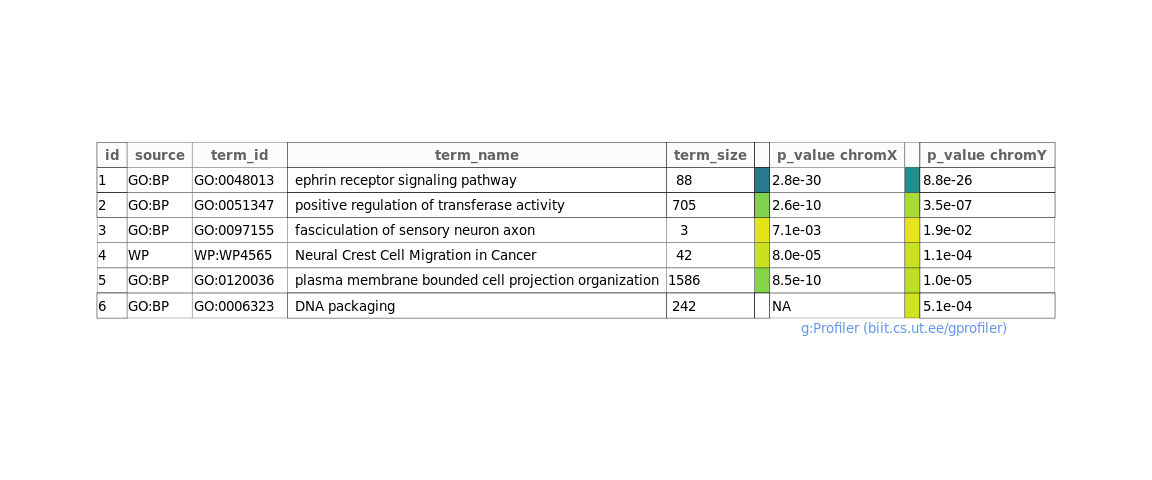 id source term_id term_name term_size p_value chromX p_value chromY
1 GO:BP GO:0048013 ephrin receptor signaling pathway 88 2.8e-30 8.8e-26
2 GO:BP GO:0051347 positive regulation of transferase activity 705 2.6e-10 3.5e-07
3 GO:BP GO:0097155 fasciculation of sensory neuron axon 3 7.1e-03 1.9e-02
4 WP WP:WP4565 Neural Crest Cell Migration in Cancer 42 8.0e-05 1.1e-04
5 GO:BP GO:0120036 plasma membrane bounded cell projection organization 1586 8.5e-10 1.0e-05
6 GO:BP GO:0006323 DNA packaging 242 NA 5.1e-04
g:Profiler (biit.cs.ut.ee/gprofiler)